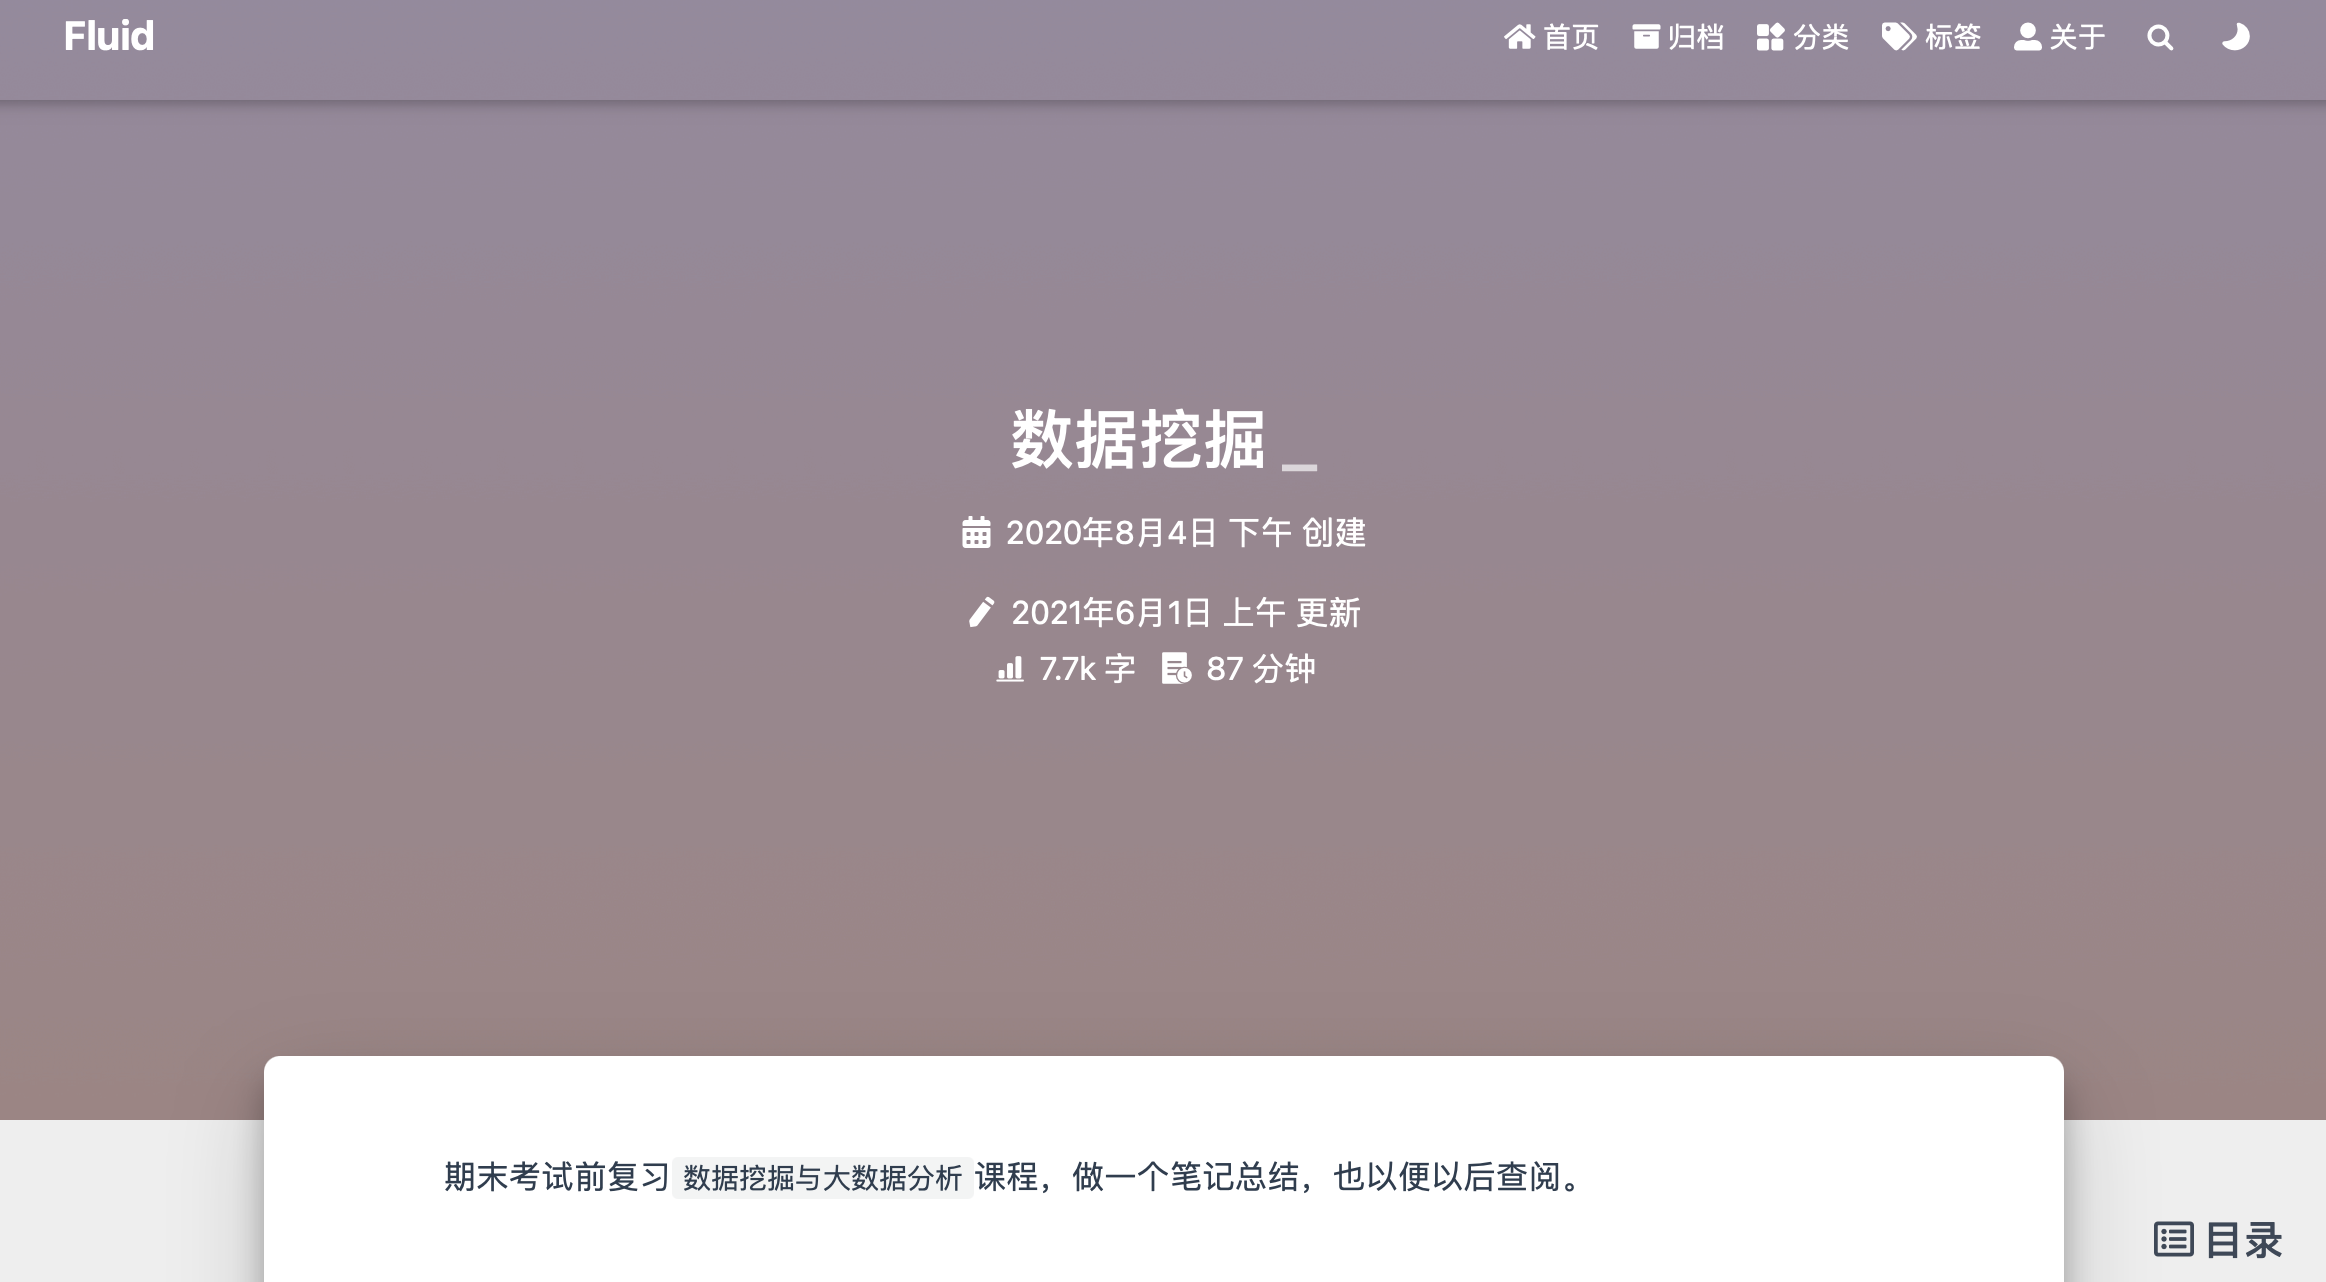 Fluid 首页 归档 分类 标签 关于
数据挖掘 _
2020年8月4日 下午 创建
2021年6月1日 上午 更新
7.7k 字 87 分钟
期末考试前复习 数据挖掘与大数据分析 课程，做一个笔记总结，也以便以后查阅。
目录